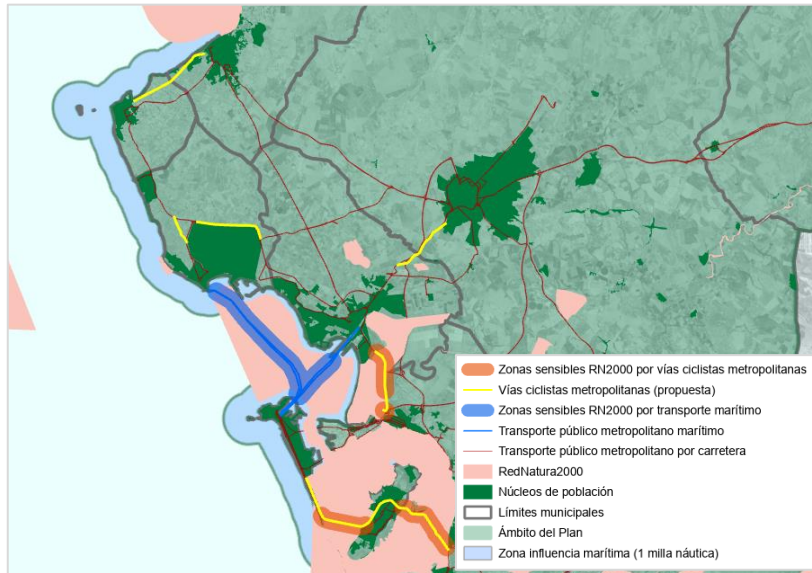 Zonas sensibles RN2000 por vías ciclistas metropolitanas
Vías ciclistas metropolitanas (propuesta)
Zonas sensibles RN2000 por transporte marítimo
Transporte público metropolitano marítimo
Transporte público metropolitano por carretera
RedNatura2000
Núcleos de población
Límites municipales
Ámbito del Plan
Zona influencia marítima (1 milla náutica)